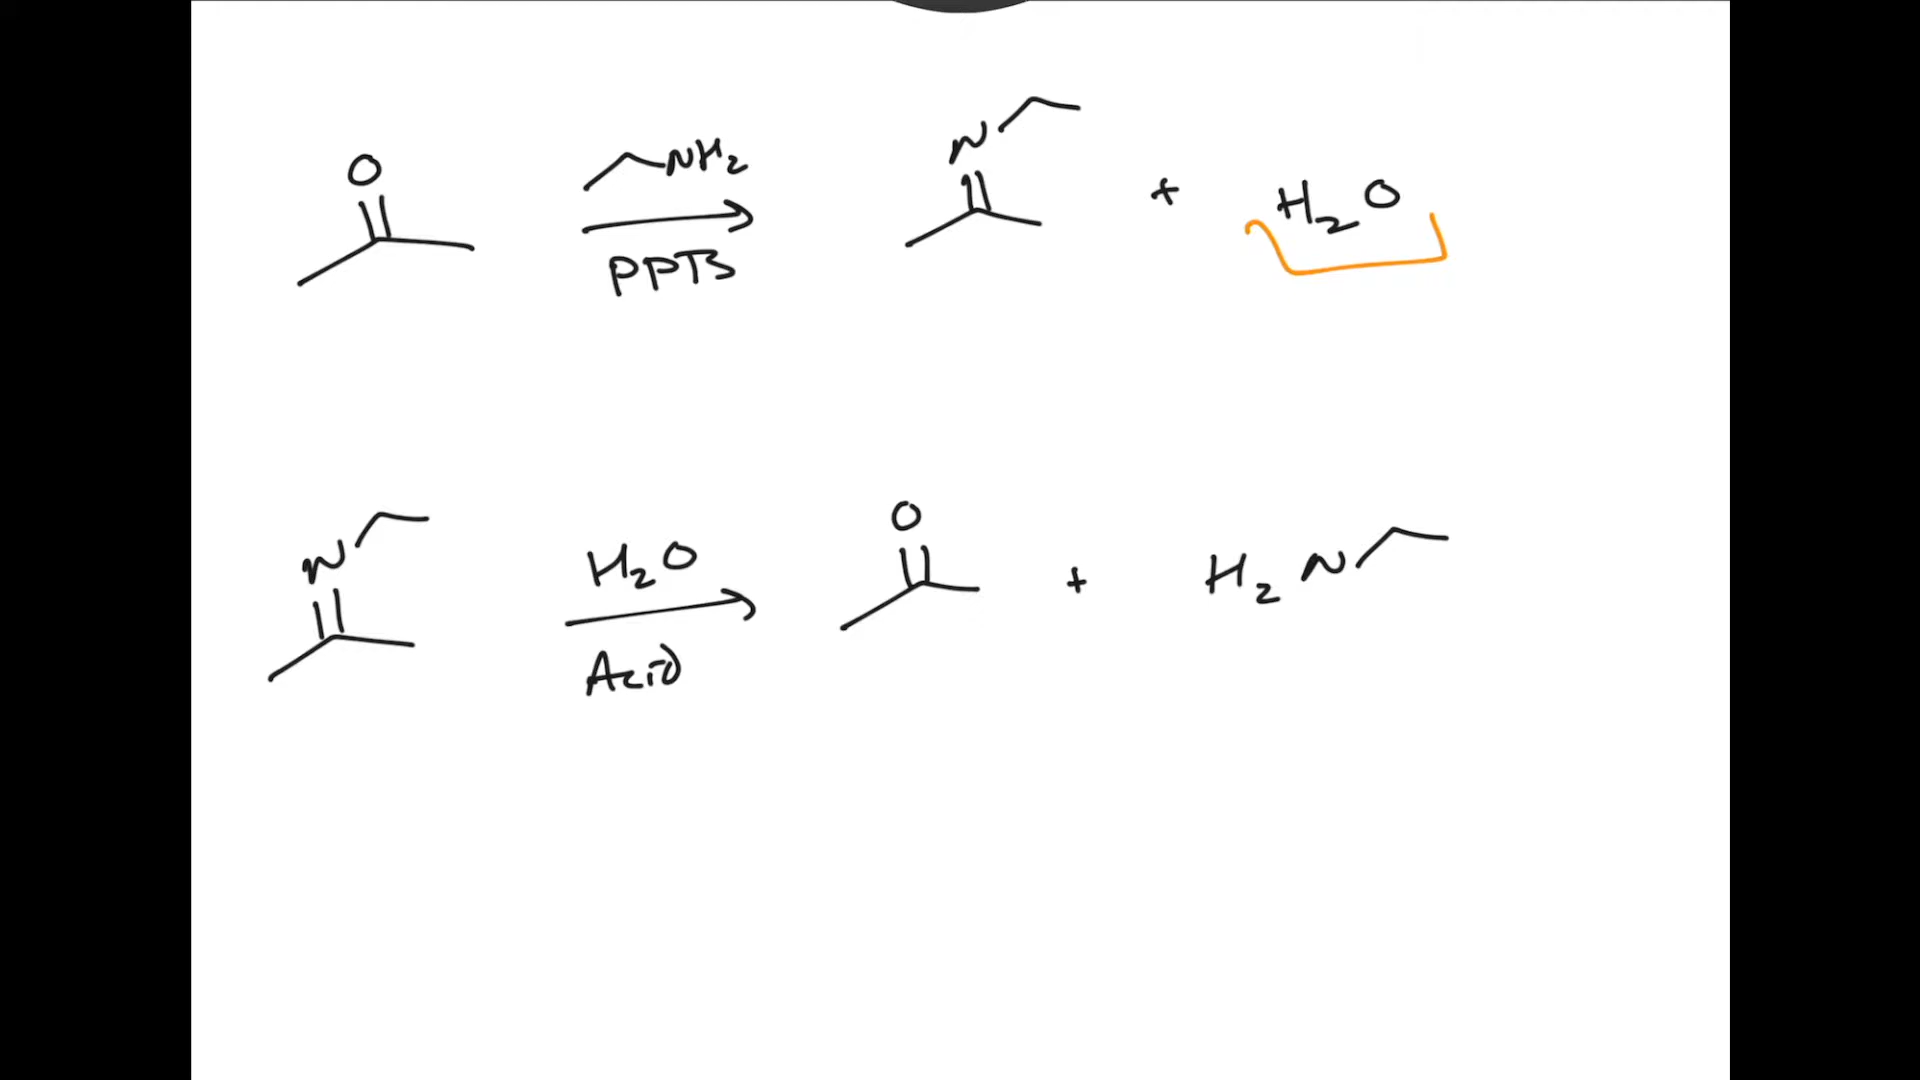 O
NH2
PPTS
N
+
H2O
N
H2O
Acid
O
+
H2N